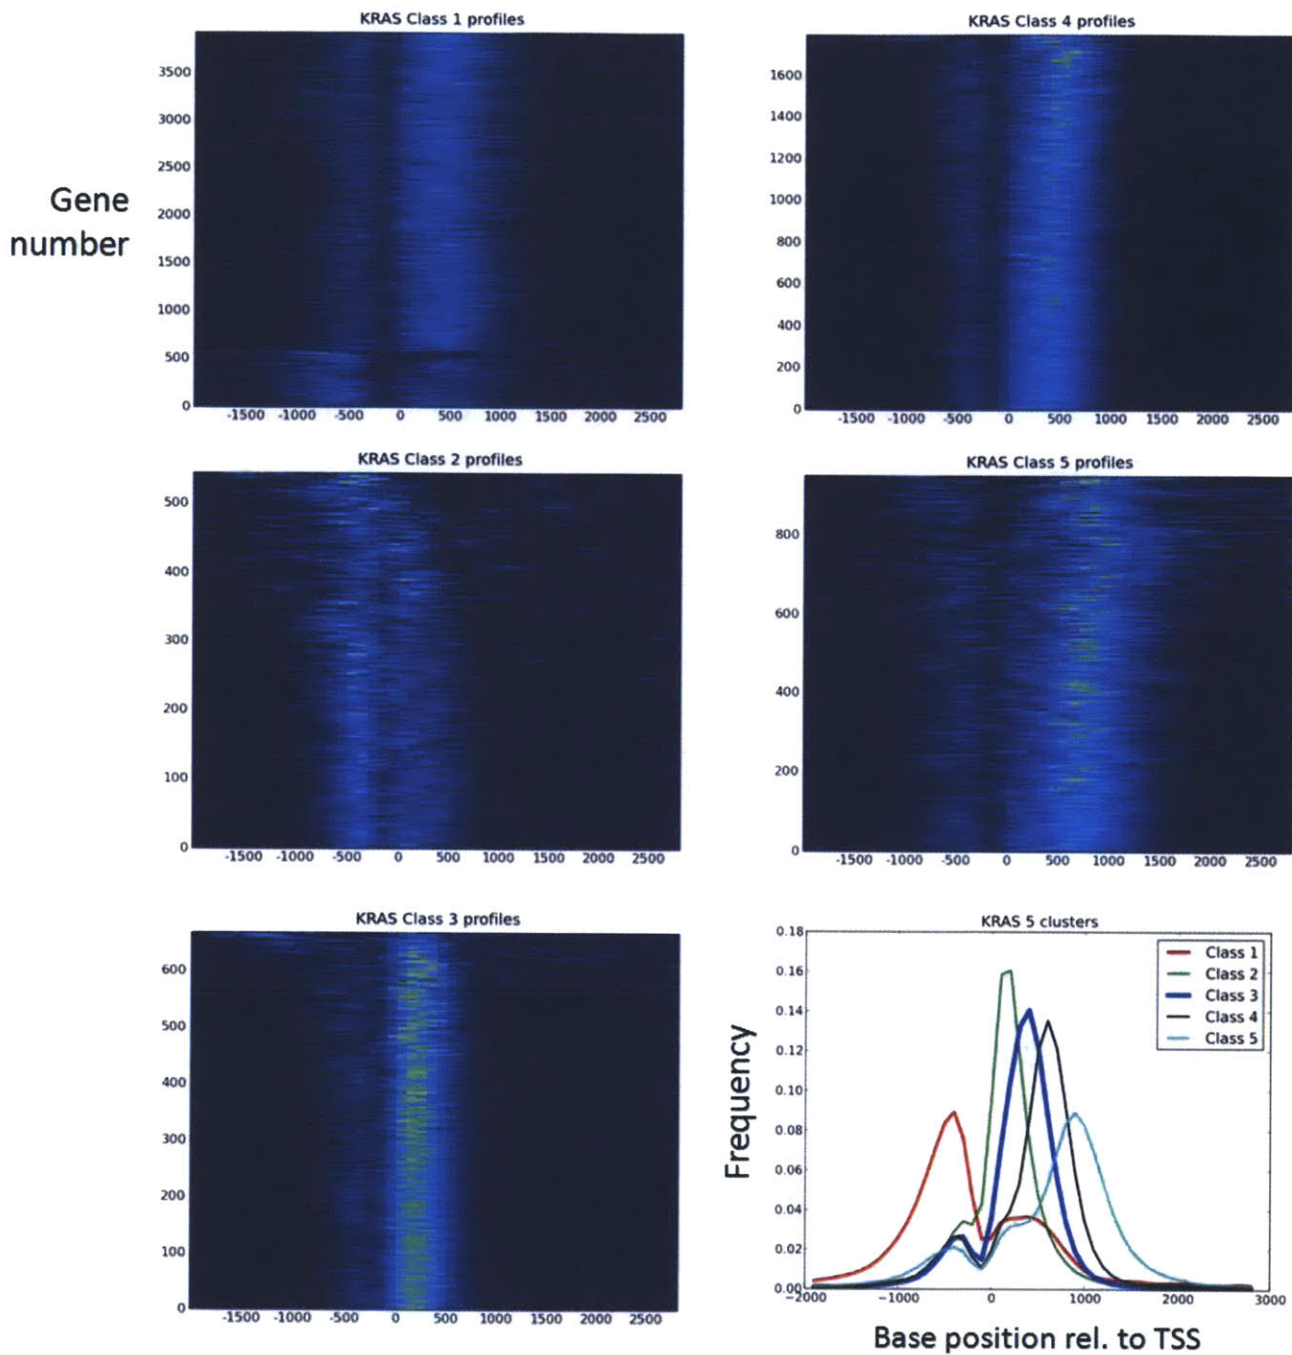 KRAS Class 1 profiles
Gene
number
3500
3000
2500
2000
1500
1000
500
0
-1500 -1000 -500 0 500 1000 1500 2000 2500
KRAS Class 4 profiles
1600
1400
1200
1000
800
600
400
200
0
-1500 -1000 -500 0 500 1000 1500 2000 2500
KRAS Class 2 profiles
500
400
300
200
100
0
-1500 -1000 -500 0 500 1000 1500 2000 2500
KRAS Class 5 profiles
800
600
400
200
0
-1500 -1000 -500 0 500 1000 1500 2000 2500
KRAS Class 3 profiles
600
500
400
300
200
100
0
-1500 -1000 -500 0 500 1000 1500 2000 2500
KRAS 5 clusters
Frequency
0.18
0.16
0.14
0.12
0.10
0.08
0.06
0.04
0.02
0.00
Class 1
Class 2
Class 3
Class 4
Class 5
−2000 −1000 0 1000 2000 3000
Base position rel. to TSS